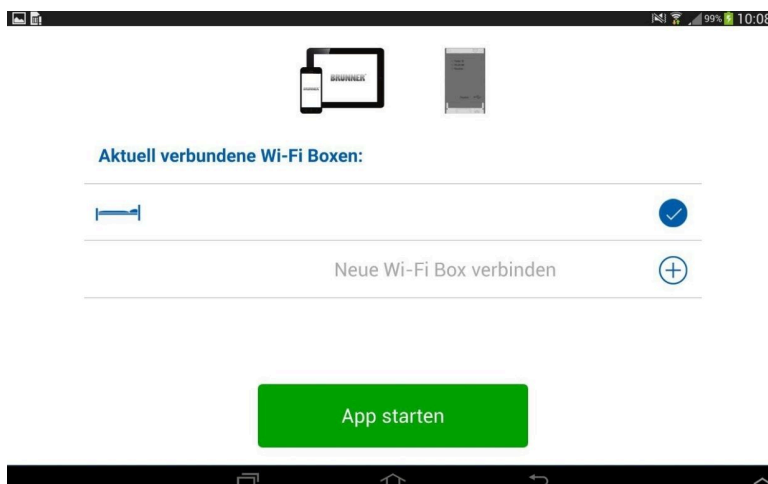 99% 10:08
BRUNNER
Aktuell verbundene Wi-Fi Boxen:
Neue Wi-Fi Box verbinden
App starten